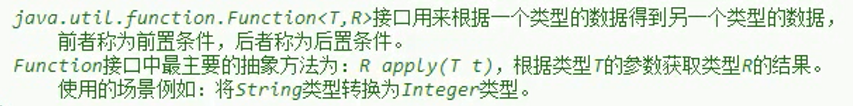 java.util.function.Function<T,R>接口用来根据一个类型的数据得到另一个类型的数据，
前者称为前置条件，后者称为后置条件。
Function接口中最主要的抽象方法为：R apply(T t)，根据类型T的参数获取类型R的结果。
使用的场景例如：将String类型转换为Integer类型。